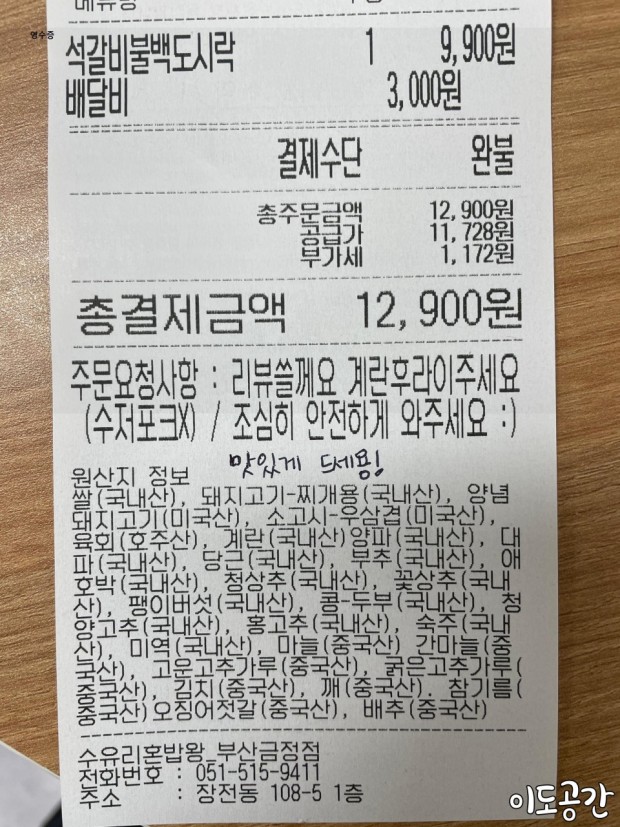 영수증
석갈비불백도시락 1 9,900원
배달비 3,000원
결제수단 완불
총주문금액 12,900원
공급가 11,728원
부가세 1,172원
총결제금액 12,900원
주문요청사항 : 리뷰쓸께요 계란후라이주세요
(수저포크X) / 조심히 안전하게 와주세요 :)
맛있게 드세용!
원산지 정보
쌀(국내산), 돼지고기-찌개용(국내산), 양념
돼지고기(미국산), 소고시-우삼겹(미국산),
육회(호주산), 계란(국내산)양파(국내산), 대
파(국내산), 당근(국내산), 부추(국내산), 애
호박(국내산), 청상추(국내산), 꽃상추(국내
산), 팽이버섯(국내산), 콩-두부(국내산), 청
양고추(국내산), 홍고추(국내산), 숙주(국내
산), 미역(국내산), 마늘(중국산) 간마늘(중
국산), 고운고추가루(중국산), 굵은고추가루(
중국산), 김치(중국산), 깨(중국산). 참기름(
중국산)오징어젓갈(중국산), 배추(중국산)
수유리혼밥왕_부산금정점
전화번호 : 051-515-9411
주소 : 장전동 108-5 1층
이도공간